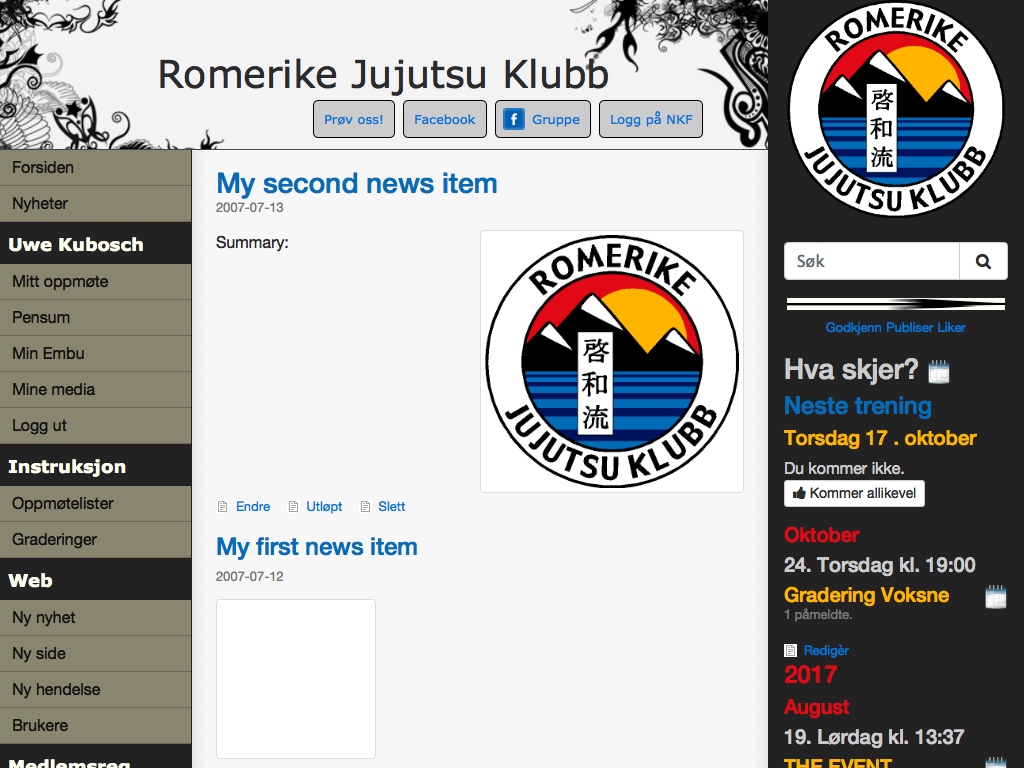 Romerike Jujutsu Klubb
Prøv oss!
Facebook
Gruppe
Logg på NKF
Forsiden
Nyheter
Uwe Kubosch
Mitt oppmøte
Pensum
Min Embu
Mine media
Logg ut
Instruksjon
Oppmøtelister
Graderinger
Web
Ny nyhet
Ny side
Ny hendelse
Brukere
Medlemsreg
My second news item
2007-07-13
Summary:
ROMERIKE
啓和流
JUJUTSU KLUBB
Endre
Utløpt
Slett
My first news item
2007-07-12
ROMERIKE
啓和流
JUJUTSU KLUBB
Søk
Godkjenn Publiser Liker
Hva skjer?
Neste trening
Torsdag 17 . oktober
Du kommer ikke.
Kommer allikevel
Oktober
24. Torsdag kl. 19:00
Gradering Voksne
1 påmeldte.
Redigèr
2017
August
19. Lørdag kl. 13:37
THE EVENT